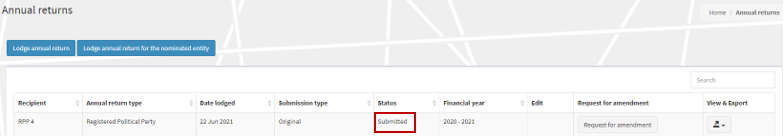 Annual returns
Home / Annual returns
Lodge annual return
Lodge annual return for the nominated entity
Search
Recipient Annual return type Date lodged Submission type Status Financial year Edit Request for amendment View & Export
RPP 4 Registered Political Party 22 Jun 2021 Original Submitted 2020 - 2021 Request for amendment